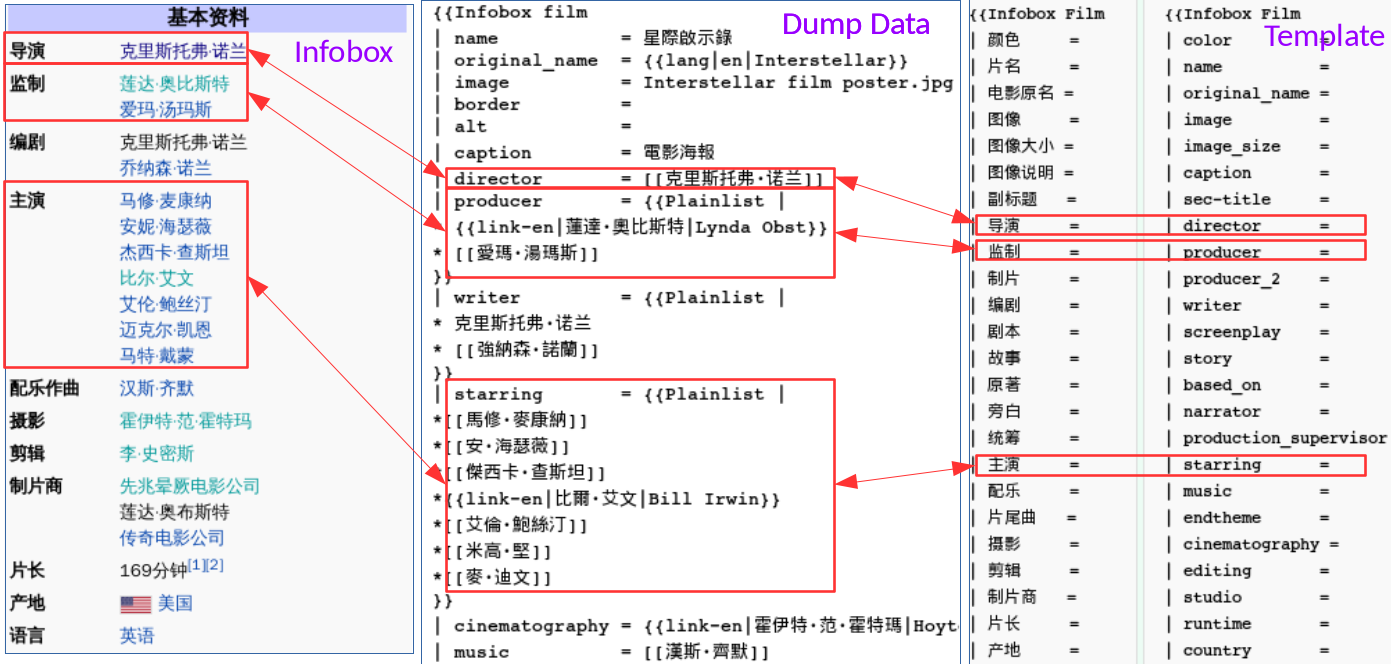 基本资料
Infobox
导演 克里斯托弗·诺兰
监制 莲达·奥比斯特
爱玛·汤玛斯
编剧 克里斯托弗·诺兰
乔纳森·诺兰
主演 马修·麦康纳
安妮·海瑟薇
杰西卡·查斯坦
比尔·艾文
艾伦·鲍丝汀
迈克尔·凯恩
马特·戴蒙
配乐作曲 汉斯·齐默
摄影 霍伊特·范·霍特玛
剪辑 李·史密斯
制片商 先兆晕厥电影公司
莲达·奥布斯特
传奇电影公司
片长 169分钟[1][2]
产地 美国
语言 英语
Dump Data
{{Infobox film
| name = 星際啟示錄
| original_name = {{lang|en|Interstellar}}
| image = Interstellar film poster.jpg
| border =
| alt =
| caption = 電影海報
| director = [[克里斯托弗·诺兰]]
| producer = {{Plainlist |
{{link-en|蓮達·奧比斯特|Lynda Obst}}
* [[愛瑪·湯瑪斯]]
}}
| writer = {{Plainlist |
* 克里斯托弗·诺兰
* [[強納森·諾蘭]]
}}
| starring = {{Plainlist |
*[[馬修·麥康納]]
*[[安·海瑟薇]]
*[[傑西卡·查斯坦]]
*{{link-en|比爾·艾文|Bill Irwin}}
*[[艾倫·鮑絲汀]]
*[[米高·堅]]
*[[麥·迪文]]
}}
| cinematography = {{link-en|霍伊特·范·霍特瑪|Hoyt
| music = [[漢斯·齊默]]
Template
{{Infobox Film
| 颜色 =
| 片名 =
| 电影原名 =
| 图像 =
| 图像大小 =
| 图像说明 =
| 副标题 =
| 导演 =
| 监制 =
| 制片 =
| 编剧 =
| 剧本 =
| 故事 =
| 原著 =
| 旁白 =
| 统筹 =
| 主演 =
| 配乐 =
| 片尾曲 =
| 摄影 =
| 剪辑 =
| 制片商 =
| 片长 =
| 产地 =
{{Infobox Film
| color =
| name =
| original_name =
| image =
| image_size =
| caption =
| sec-title =
| director =
| producer =
| producer_2 =
| writer =
| screenplay =
| story =
| based_on =
| narrator =
| production_supervisor
| starring =
| music =
| endtheme =
| cinematography =
| editing =
| studio =
| runtime =
| country =